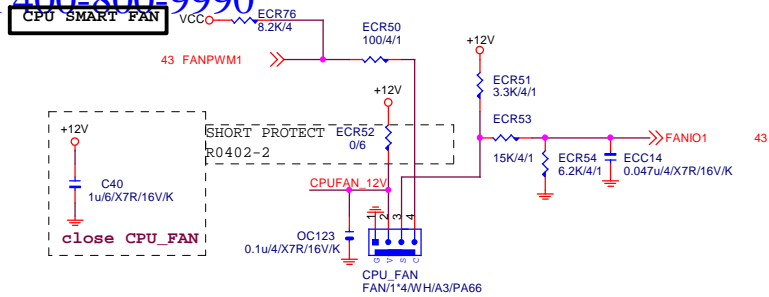 400-800-9990
CPU SMART FAN
VCC
ECR76
8.2K/4
ECR50
100/4/1
43 FANPWM1
+12V
ECR51
3.3K/4/1
+12V
ECR53
15K/4/1
FANIO1
43
ECR54
6.2K/4/1
ECC14
0.047u/4/X7R/16V/K
+12V
SHORT PROTECT
R0402-2
ECR52
0/6
C40
1u/6/X7R/16V/K
close CPU_FAN
CPUFAN_12V
OC123
0.1u/4/X7R/16V/K
1
2
3
4
G
V
S
C
CPU_FAN
FAN/1*4/WH/A3/PA66